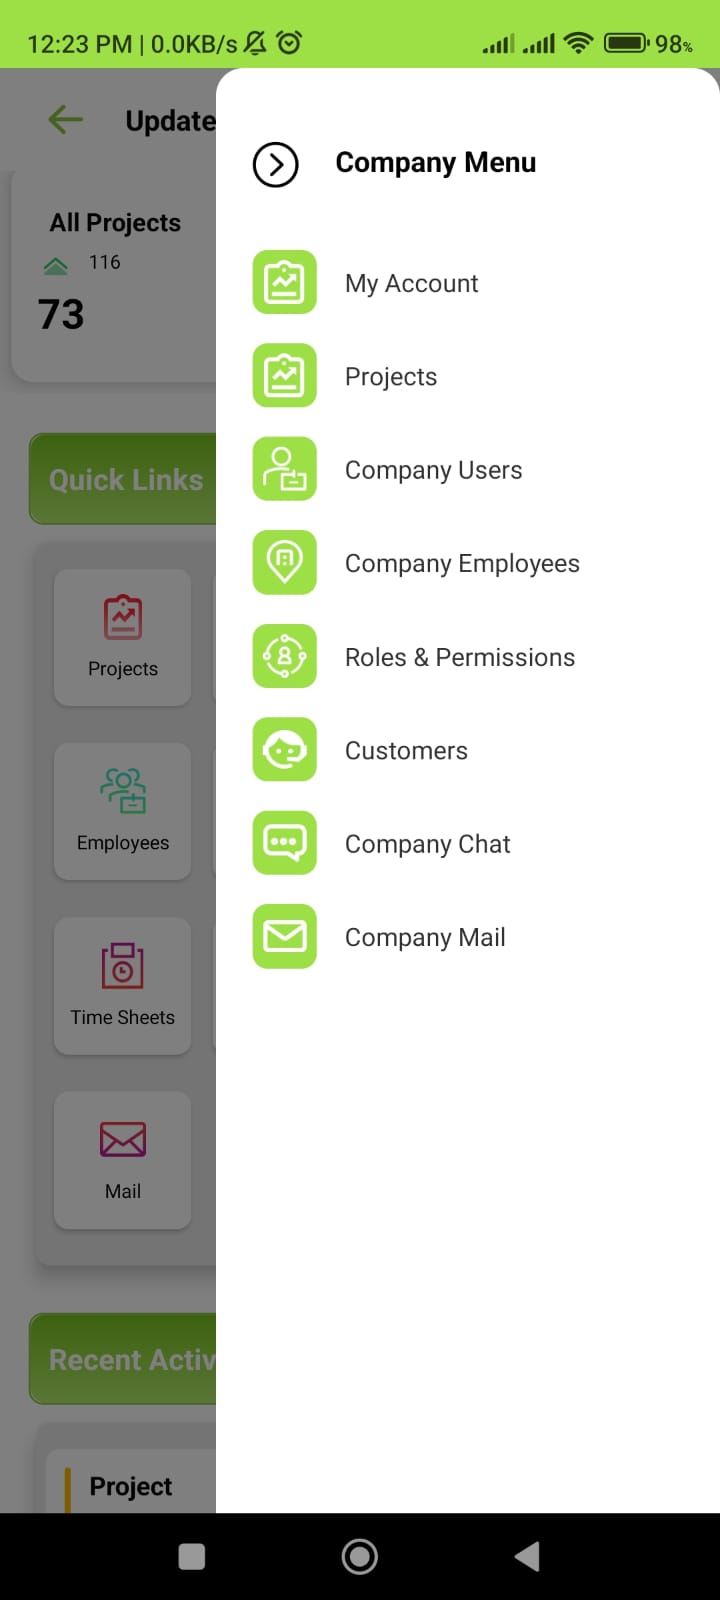 12:23 PM | 0.0KB/s
98%
Update
Company Menu
All Projects
116
73
My Account
Projects
Company Users
Company Employees
Roles & Permissions
Customers
Company Chat
Company Mail
Quick Links
Projects
Employees
Time Sheets
Mail
Recent Activ
Project